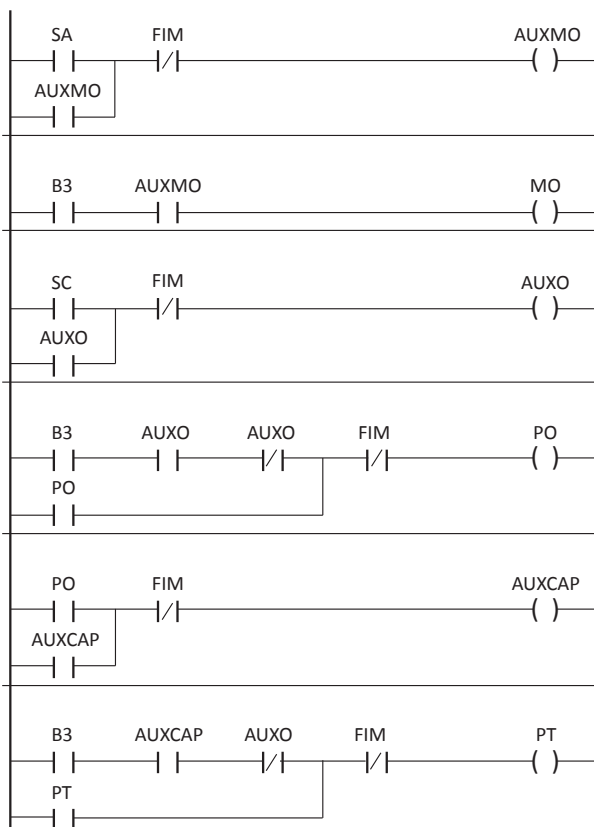 SA FIM AUXMO
AUXMO
B3 AUXMO MO
SC FIM AUXO
AUXO
B3 AUXO AUXO FIM PO
PO
PO FIM AUXCAP
AUXCAP
B3 AUXCAP AUXO FIM PT
PT